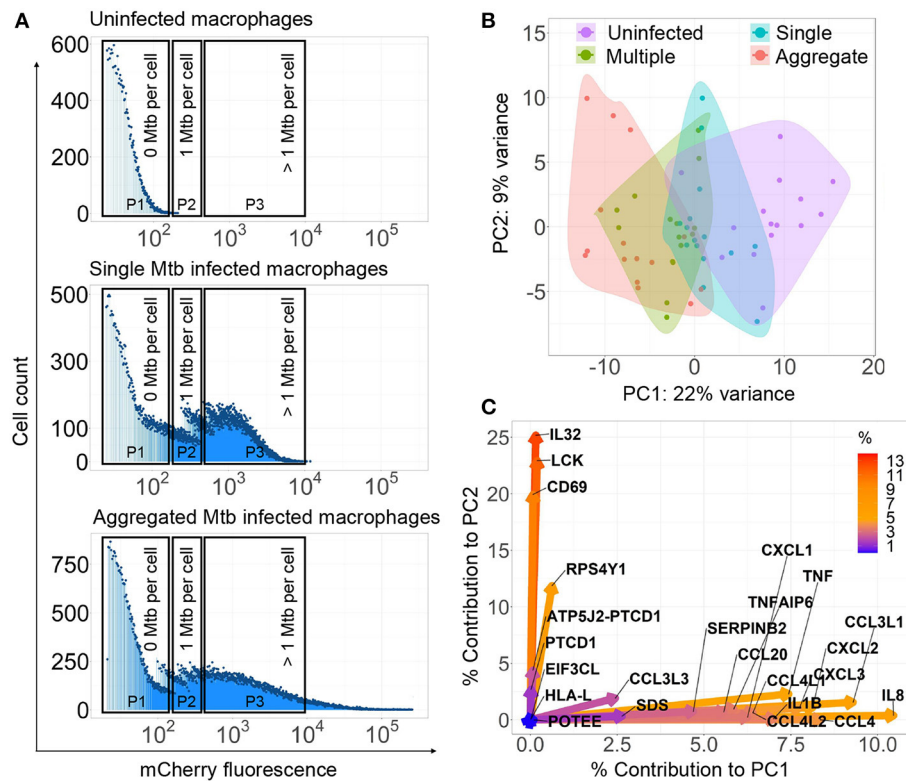 A
Uninfected macrophages
600
400
200
0
0 Mtb per cell
1 Mtb per cell
> 1 Mtb per cell
P1
P2
P3
10²
10³
10⁴
10⁵
Single Mtb infected macrophages
500
300
100
0
0 Mtb per cell
1 Mtb per cell
> 1 Mtb per cell
P1
P2
P3
10²
10³
10⁴
10⁵
Aggregated Mtb infected macrophages
750
500
250
0
0 Mtb per cell
1 Mtb per cell
> 1 Mtb per cell
P1
P2
P3
10²
10³
10⁴
10⁵
Cell count
mCherry fluorescence
B
Uninfected
Single
Multiple
Aggregate
15
10
5
0
-5
PC2: 9% variance
-10
0
10
20
PC1: 22% variance
C
25
20
15
10
5
0
% Contribution to PC2
IL32
LCK
CD69
RPS4Y1
ATP5J2-PTCD1
PTCD1
EIF3CL
HLA-L
POTEE
CCL3L3
SDS
SERPINB2
CXCL1
TNF
TNFAIP6
CCL20
CCL3L1
CXCL2
CCL4L1
CXCL3
IL1B
IL8
CCL4L2
CCL4
%
13
11
9
7
5
3
1
0.0
2.5
5.0
7.5
10.0
% Contribution to PC1